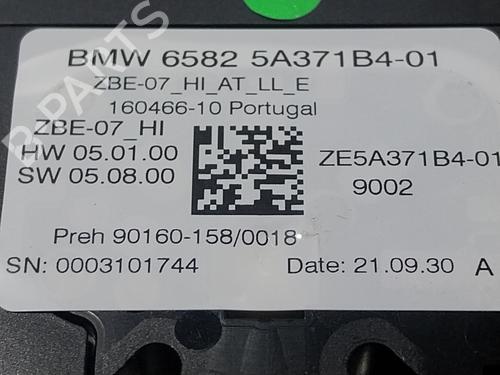 BMW 6582 5A371B4-01
ZBE-07_HI_AT_LL_E
160466-10 Portugal
ZBE-07_HI
HW 05.01.00
SW 05.08.00
ZE5A371B4-01
9002
Preh 90160-158/0018
SN: 0003101744
Date: 21.09.30 A
B-PARTS